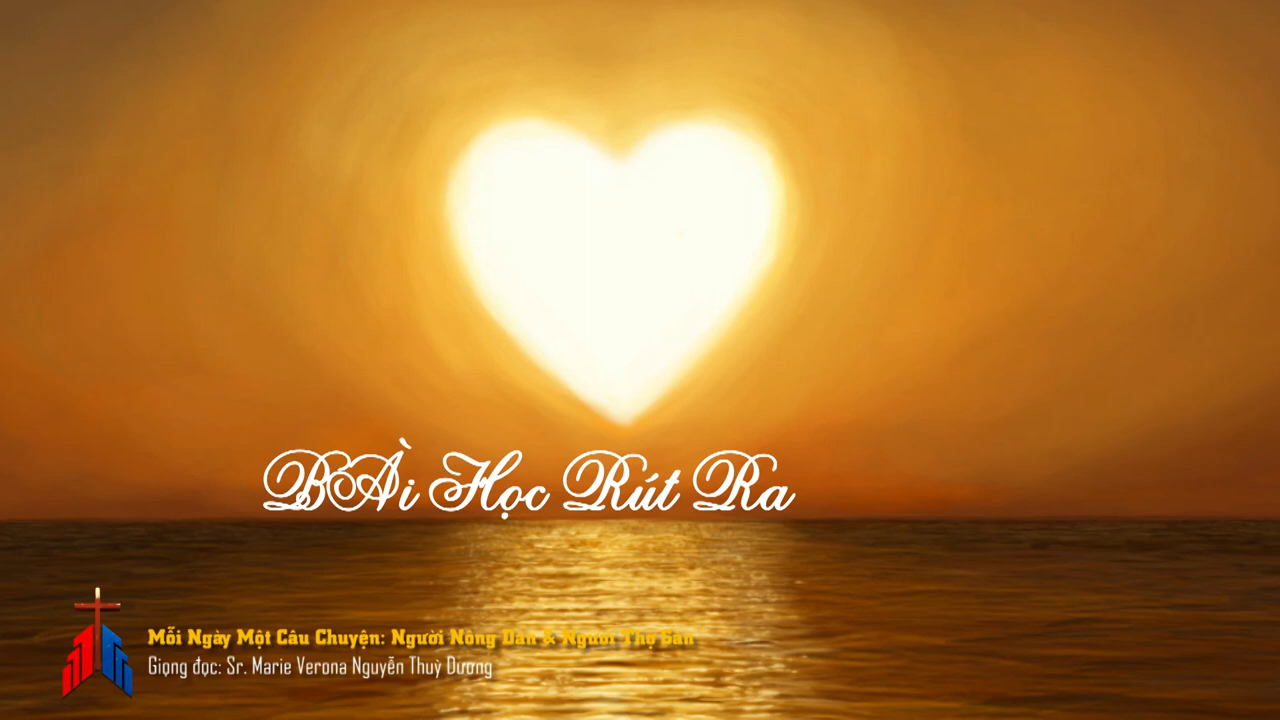 BÀi Học Rút Ra
Mỗi Ngày Một Câu Chuyện: Người Nông Dân & Người Thợ Săn
Giọng đọc: Sr. Marie Verona Nguyễn Thuỳ Dương